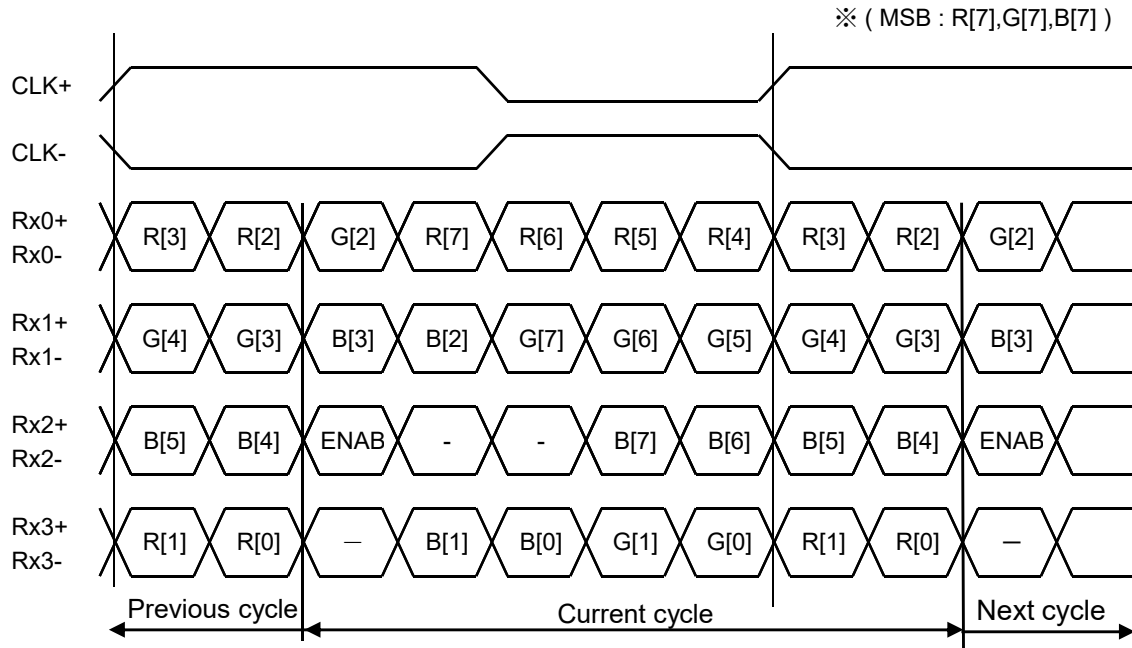 ※ ( MSB : R[7],G[7],B[7] )
CLK+
CLK-
Rx0+
Rx0-
R[3] R[2] G[2] R[7] R[6] R[5] R[4] R[3] R[2] G[2]
Rx1+
Rx1-
G[4] G[3] B[3] B[2] G[7] G[6] G[5] G[4] G[3] B[3]
Rx2+
Rx2-
B[5] B[4] ENAB - - B[7] B[6] B[5] B[4] ENAB
Rx3+
Rx3-
R[1] R[0] — B[1] B[0] G[1] G[0] R[1] R[0] —
Previous cycle Current cycle Next cycle